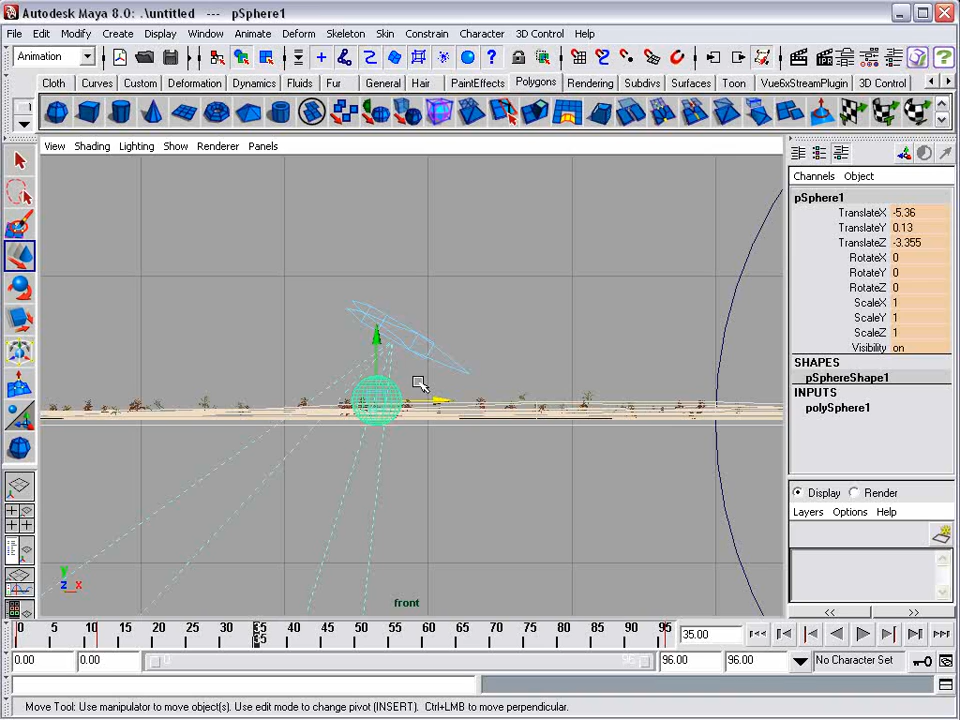 Autodesk Maya 8.0: .\untitled --- pSphere1
File Edit Modify Create Display Window Animate Deform Skeleton Skin Constrain Character 3D Control Help
Animation
Cloth Curves Custom Deformation Dynamics Fluids Fur General Hair PaintEffects Polygons Rendering Subdivs Surfaces Toon Vue6xStreamPlugin 3D Control
View Shading Lighting Show Renderer Panels
Channels Object
pSphere1
TranslateX -5.36
TranslateY 0.13
TranslateZ -3.355
RotateX 0
RotateY 0
RotateZ 0
ScaleX 1
ScaleY 1
ScaleZ 1
Visibility on
SHAPES
pSphereShape1
INPUTS
polySphere1
Display Render
Layers Options Help
y
z x
front
0 5 10 15 20 25 30 35 40 45 50 55 60 65 70 75 80 85 90 95
35.00
0.00 0.00 96.00 96.00 No Character Set
Move Tool: Use manipulator to move object(s). Use edit mode to change pivot (INSERT). Ctrl+LMB to move perpendicular.